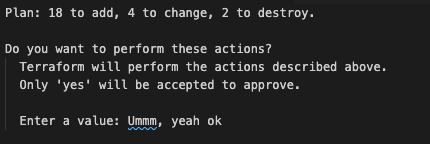 Plan: 18 to add, 4 to change, 2 to destroy.
Do you want to perform these actions?
Terraform will perform the actions described above.
Only 'yes' will be accepted to approve.
Enter a value: Ummm, yeah ok